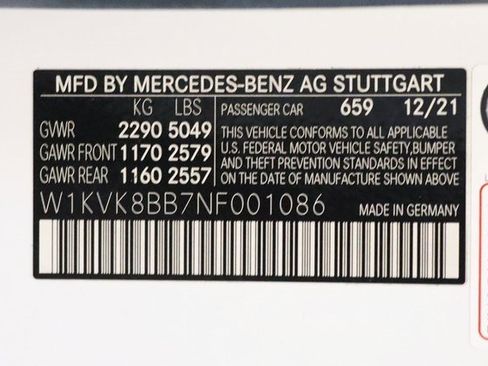 MFD BY MERCEDES-BENZ AG STUTTGART
KG LBS PASSENGER CAR 659 12/21
GVWR 2290 5049 THIS VEHICLE CONFORMS TO ALL APPLICABLE
GAWR FRONT 1170 2579 U.S. FEDERAL MOTOR VEHICLE SAFETY,BUMPER
GAWR REAR 1160 2557 AND THEFT PREVENTION STANDARDS IN EFFECT
ON THE DATE OF MANUFACTURE SHOWN ABOVE
W1KVK8BB7NF001086 MADE IN GERMANY